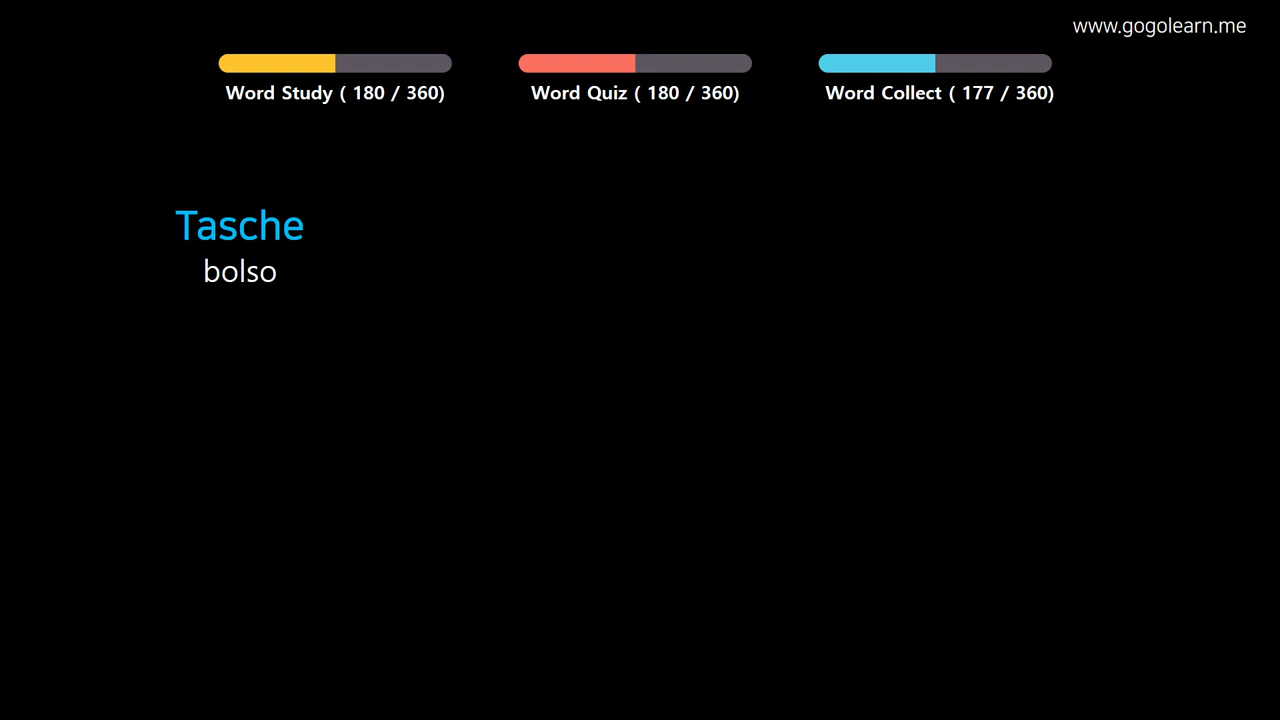 www.gogolearn.me
Word Study ( 180 / 360)
Word Quiz ( 180 / 360)
Word Collect ( 177 / 360)
Tasche
bolso